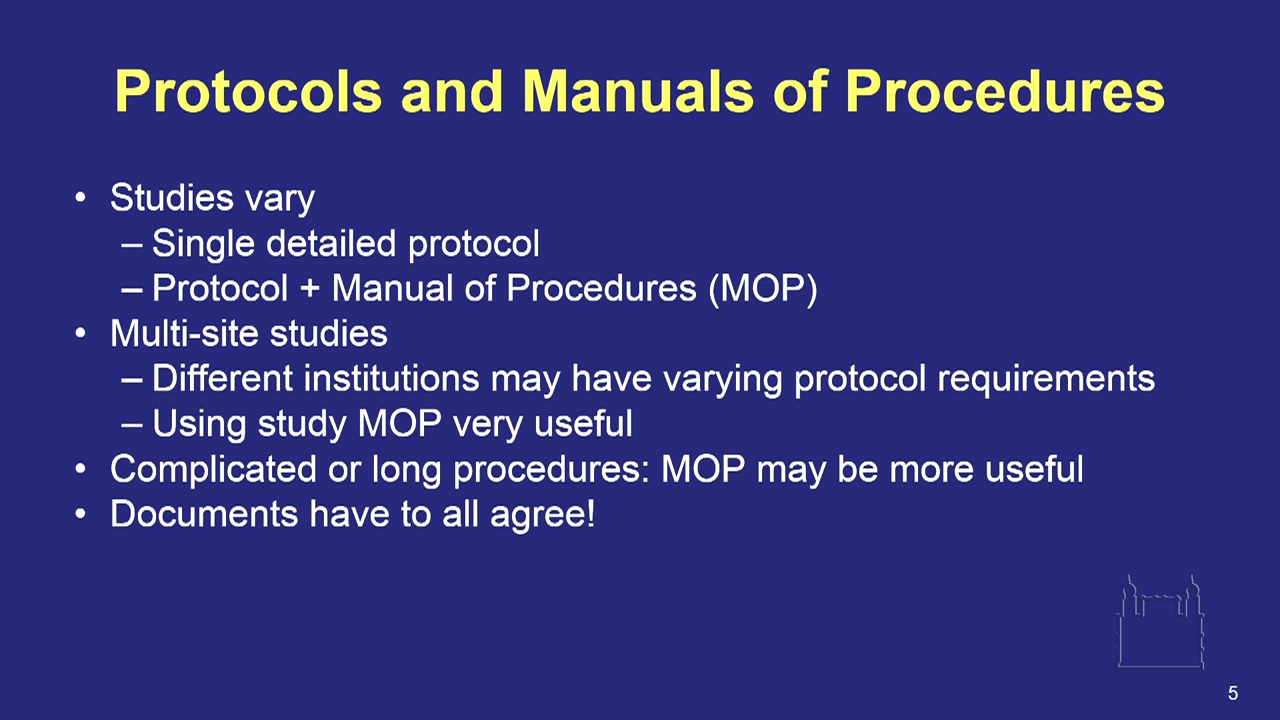 Protocols and Manuals of Procedures
• Studies vary
– Single detailed protocol
– Protocol + Manual of Procedures (MOP)
• Multi-site studies
– Different institutions may have varying protocol requirements
– Using study MOP very useful
• Complicated or long procedures: MOP may be more useful
• Documents have to all agree!
5